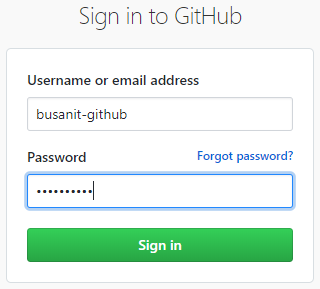 Sign in to GitHub
Username or email address
busanit-github
Password Forgot password?
••••••••••
Sign in